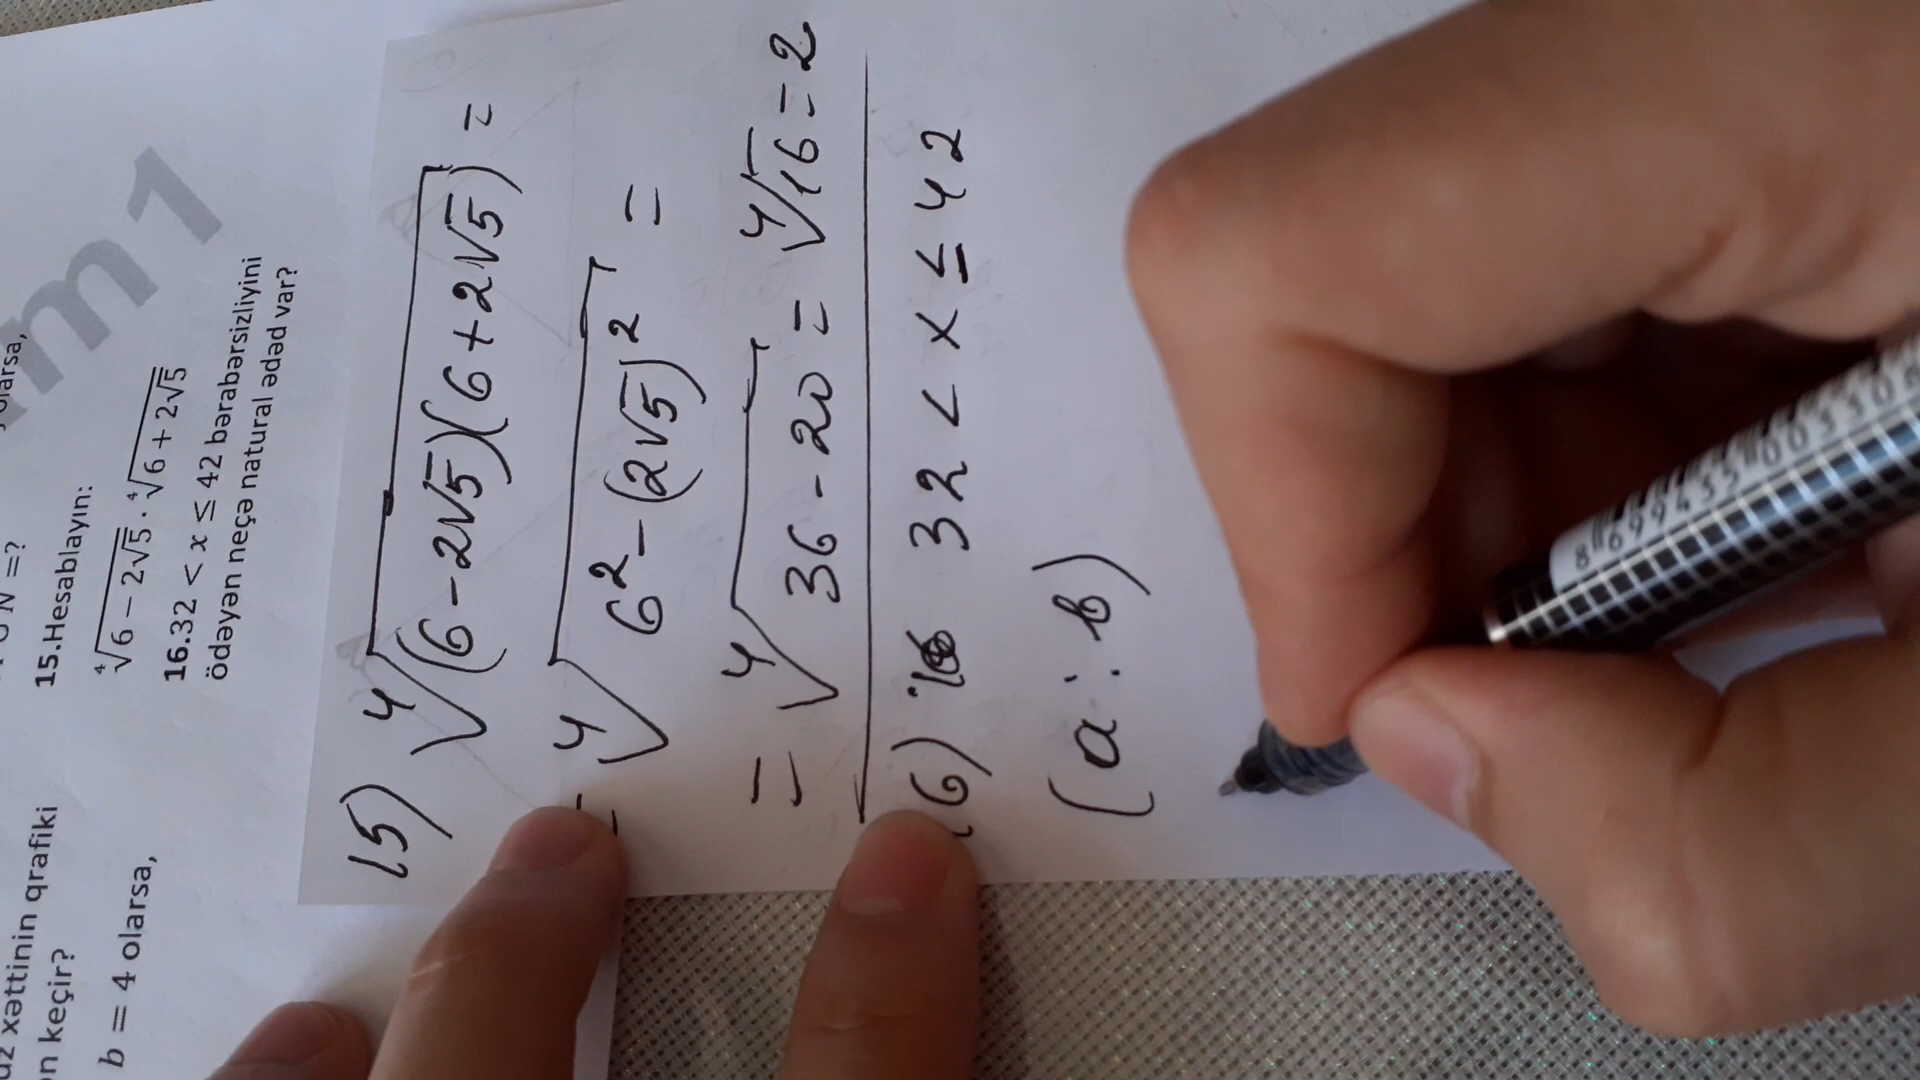 olarsa,
N =?
15.Hesablayın:
⁴√6 − 2√5 · ⁴√6 + 2√5
16.32 < x ≤ 42 bərabərsizliyini
ödəyən neçə natural ədəd var?
xəttinin qrafiki
keçir?
b = 4 olarsa,
m 1
15) ⁴√(6-2√5)(6+2√5) =
= ⁴√6²-(2√5)² =
= ⁴√36-20 = ⁴√16 = 2
16) 32 < x ≤ 42
(a:b)